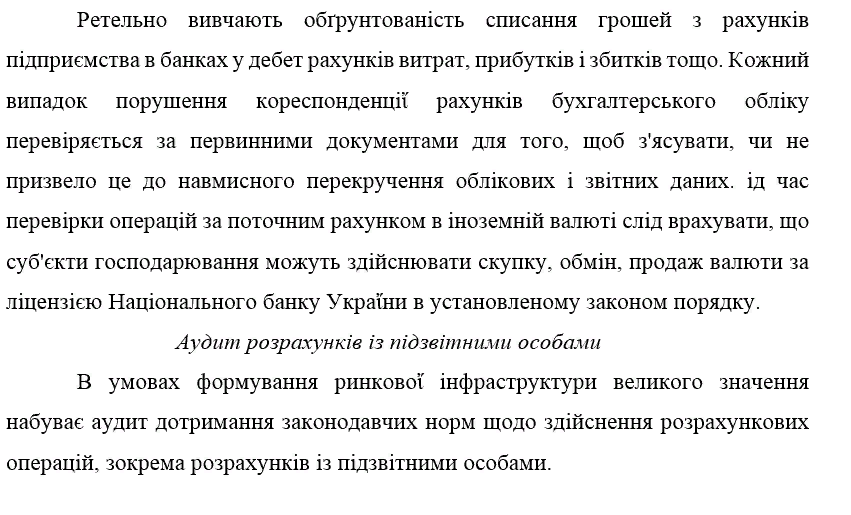 Ретельно вивчають обґрунтованість списання грошей з рахунків
підприємства в банках у дебет рахунків витрат, прибутків і збитків тощо. Кожний
випадок порушення кореспонденції рахунків бухгалтерського обліку
перевіряється за первинними документами для того, щоб з'ясувати, чи не
призвело це до навмисного перекручення облікових і звітних даних. ід час
перевірки операцій за поточним рахунком в іноземній валюті слід врахувати, що
суб'єкти господарювання можуть здійснювати скупку, обмін, продаж валюти за
ліцензією Національного банку України в установленому законом порядку.
Аудит розрахунків із підзвітними особами
В умовах формування ринкової інфраструктури великого значення
набуває аудит дотримання законодавчих норм щодо здійснення розрахункових
операцій, зокрема розрахунків із підзвітними особами.